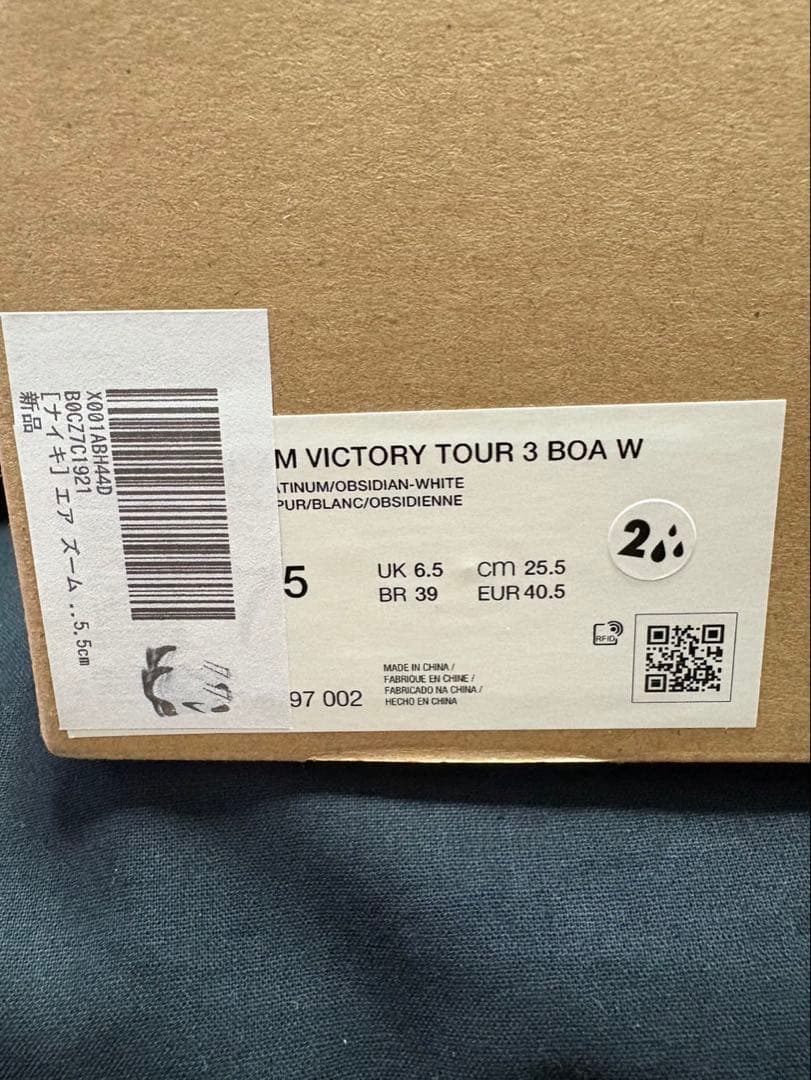 X001ABH44D
B0CZ7C1921
[ナイキ] エア ズーム ..5.5cm
新品
M VICTORY TOUR 3 BOA W
ATINUM/OBSIDIAN-WHITE
PUR/BLANC/OBSIDIENNE
5
UK 6.5
cm 25.5
BR 39
EUR 40.5
2
RFID
MADE IN CHINA /
FABRIQUE EN CHINE /
FABRICADO NA CHINA /
HECHO EN CHINA
97 002